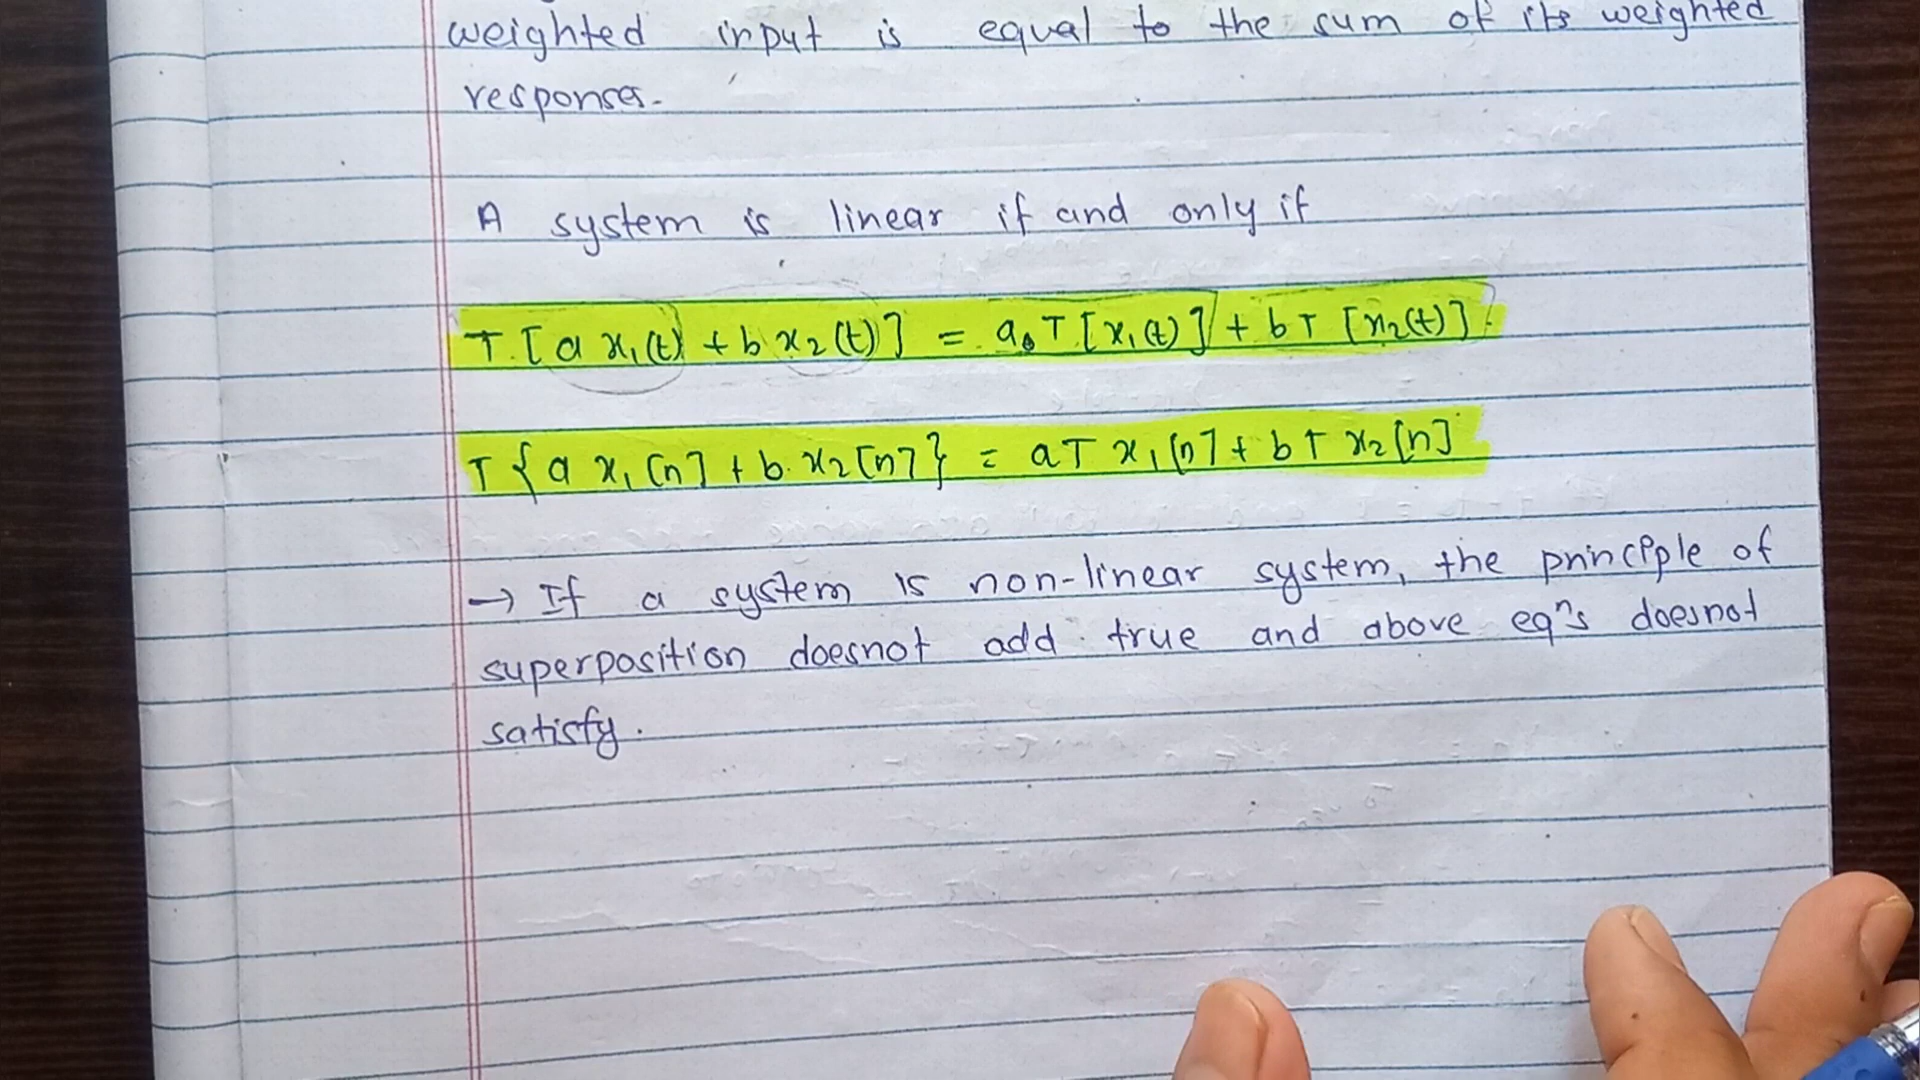 weighted input is equal to the sum of its weighted
responses.
A system is linear if and only if
T [a x₁(t) + b x₂(t)] = a T [x₁(t)] + b T [x₂(t)]
T {a x₁[n] + b x₂[n]} = a T x₁[n] + b T x₂[n]
→ If a system is non-linear system, the principle of
superposition doesnot add true and above eqⁿs doesnot
satisfy.